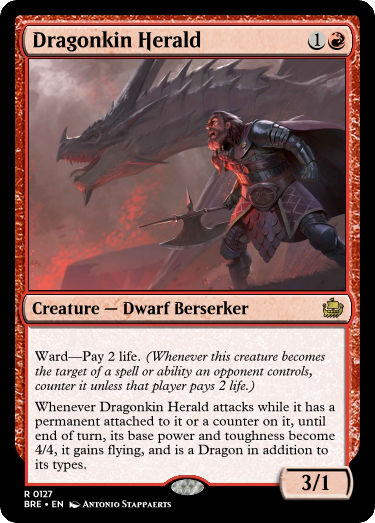 Dragonkin Herald 1
Creature — Dwarf Berserker
Ward—Pay 2 life. (Whenever this creature becomes
the target of a spell or ability an opponent controls,
counter it unless that player pays 2 life.)
Whenever Dragonkin Herald attacks while it has a
permanent attached to it or a counter on it, until
end of turn, its base power and toughness become
4/4, it gains flying, and is a Dragon in addition to
its types.
3/1
R 0127
BRE • EN Antonio Stappaerts